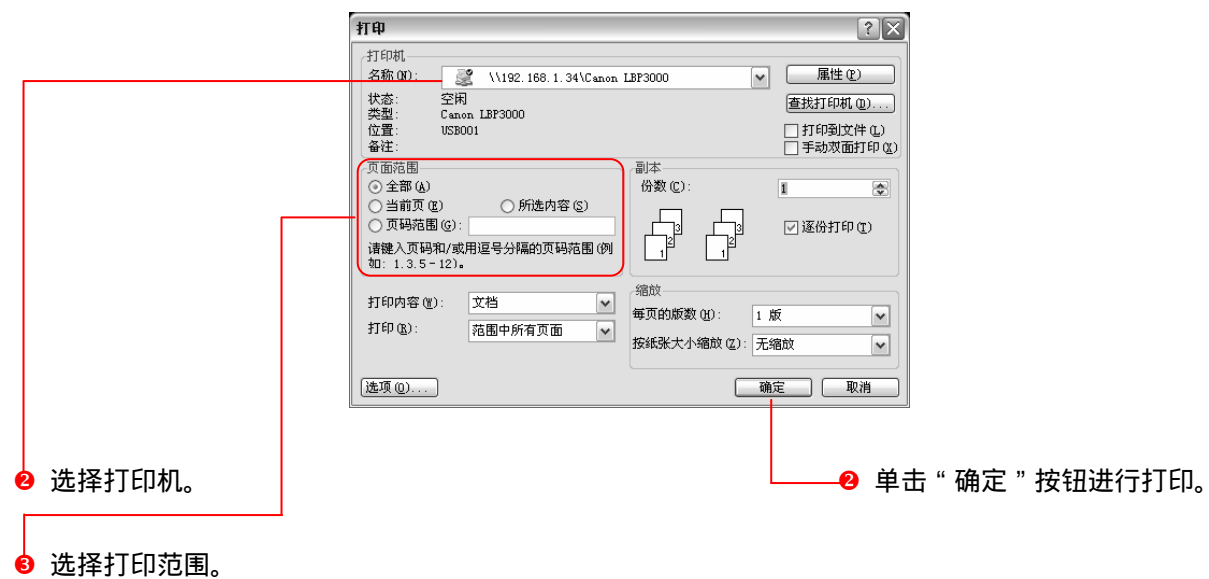 打印
打印机
名称(N): \\192.168.1.34\Canon LBP3000 属性(P)
状态: 空闲 查找打印机(D)...
类型: Canon LBP3000
位置: USB001 打印到文件(L)
备注: 手动双面打印(X)
页面范围
全部(A)
当前页(E) 所选内容(S)
页码范围(G):
请键入页码和/或用逗号分隔的页码范围(例
如: 1.3.5-12)。
副本
份数(C): 1
1 2 3 1 2 3 逐份打印(T)
打印内容(W): 文档
打印(R): 范围中所有页面
缩放
每页的版数(H): 1 版
按纸张大小缩放(Z): 无缩放
选项(O)... 确定 取消
❷ 选择打印机。
❷ 单击“确定”按钮进行打印。
❸ 选择打印范围。